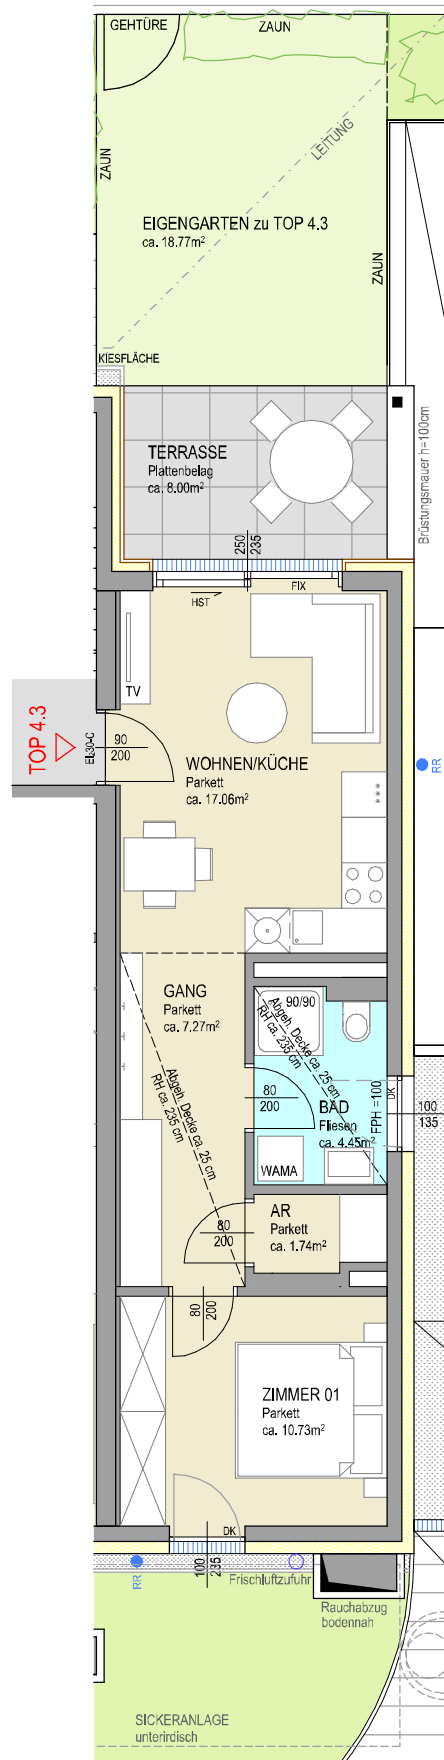 GEHTÜRE
ZAUN
LEITUNG
ZAUN
EIGENGARTEN zu TOP 4.3
ca. 18.77m²
ZAUN
KIESFLÄCHE
TERRASSE
Plattenbelag
ca. 8.00m²
Brüstungsmauer h=100cm
250
235
HST
FIX
TV
TOP 4.3
EI₂30-C
90
200
WOHNEN/KÜCHE
Parkett
ca. 17.06m²
RR
***
GANG
Parkett
ca. 7.27m²
90/90
Abgeh. Decke ca. 25 cm
RH ca. 235 cm
Abgeh. Decke ca. 25 cm
RH ca. 235 cm
80
200
BAD
Fliesen
ca. 4.45m²
FPH =100
DK
100
135
WAMA
AR
Parkett
ca. 1.74m²
80
200
80
200
ZIMMER 01
Parkett
ca. 10.73m²
DK
100
235
RR
Frischluftzufuhr
Rauchabzug
bodennah
SICKERANLAGE
unterirdisch